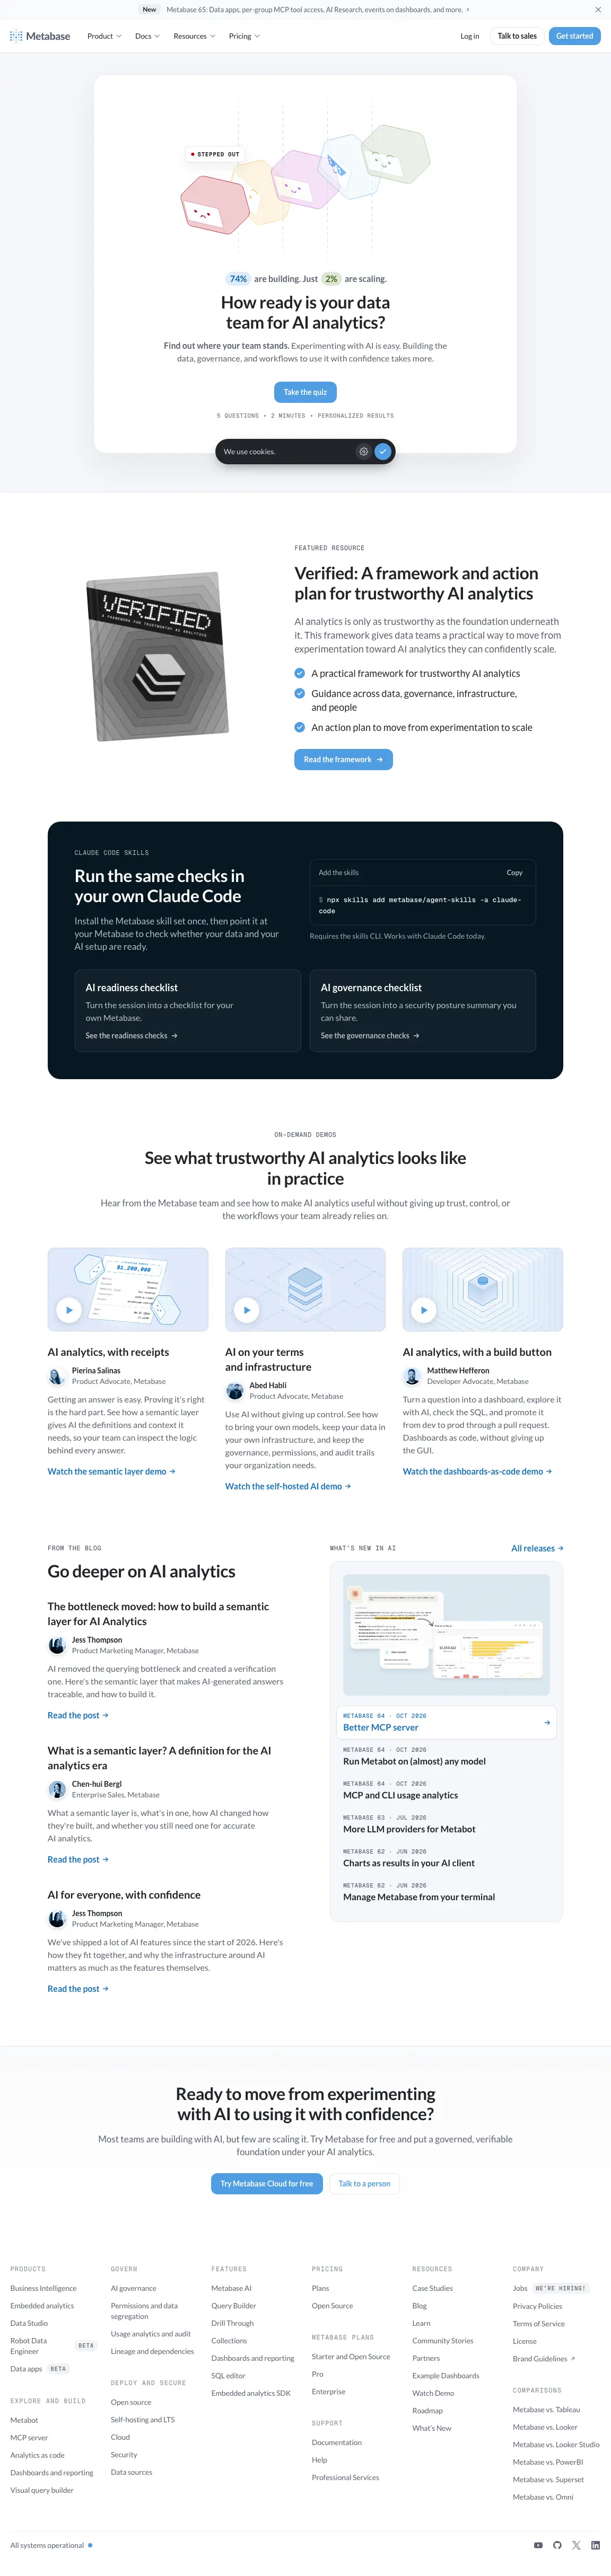 New Metabase 65: Data apps, per-group MCP tool access, AI Research, events on dashboards, and more.
Metabase Product Docs Resources Pricing Log in Talk to sales Get started
STEPPED OUT
74% are building. Just 2% are scaling.
How ready is your data
team for AI analytics?
Find out where your team stands. Experimenting with AI is easy. Building the
data, governance, and workflows to use it with confidence takes more.
Take the quiz
5 QUESTIONS • 2 MINUTES • PERSONALIZED RESULTS
We use cookies.
FEATURED RESOURCE
Verified: A framework and action
plan for trustworthy AI analytics
VERIFIED
A FRAMEWORK FOR TRUSTWORTHY AI ANALYTICS
AI analytics is only as trustworthy as the foundation underneath
it. This framework gives data teams a practical way to move from
experimentation toward AI analytics they can confidently scale.
A practical framework for trustworthy AI analytics
Guidance across data, governance, infrastructure,
and people
An action plan to move from experimentation to scale
Read the framework →
CLAUDE CODE SKILLS
Run the same checks in
your own Claude Code
Install the Metabase skill set once, then point it at
your Metabase to check whether your data and your
AI setup are ready.
Add the skills Copy
$ npx skills add metabase/agent-skills -a claude-
code
Requires the skills CLI. Works with Claude Code today.
AI readiness checklist
Turn the session into a checklist for your
own Metabase.
See the readiness checks →
AI governance checklist
Turn the session into a security posture summary you
can share.
See the governance checks →
ON-DEMAND DEMOS
See what trustworthy AI analytics looks like
in practice
Hear from the Metabase team and see how to make AI analytics useful without giving up trust, control, or
the workflows your team already relies on.
$1,200,000
AI analytics, with receipts
Pierina Salinas
Product Advocate, Metabase
Getting an answer is easy. Proving it's right
is the hard part. See how a semantic layer
gives AI the definitions and context it
needs, so your team can inspect the logic
behind every answer.
Watch the semantic layer demo →
AI on your terms
and infrastructure
Abed Habli
Product Advocate, Metabase
Use AI without giving up control. See how
to bring your own models, keep your data in
your own infrastructure, and keep the
governance, permissions, and audit trails
your organization needs.
Watch the self-hosted AI demo →
AI analytics, with a build button
Matthew Hefferon
Developer Advocate, Metabase
Turn a question into a dashboard, explore it
with AI, check the SQL, and promote it
from dev to prod through a pull request.
Dashboards as code, without giving up
the GUI.
Watch the dashboards-as-code demo →
FROM THE BLOG
Go deeper on AI analytics
The bottleneck moved: how to build a semantic
layer for AI Analytics
Jess Thompson
Product Marketing Manager, Metabase
AI removed the querying bottleneck and created a verification
one. Here's the semantic layer that makes AI-generated answers
traceable, and how to build it.
Read the post →
What is a semantic layer? A definition for the AI
analytics era
Chen-hui Bergl
Enterprise Sales, Metabase
What a semantic layer is, what's in one, how AI changed how
they're built, and whether you still need one for accurate
AI analytics.
Read the post →
AI for everyone, with confidence
Jess Thompson
Product Marketing Manager, Metabase
We've shipped a lot of AI features since the start of 2026. Here's
how they fit together, and why the infrastructure around AI
matters as much as the features themselves.
Read the post →
WHAT'S NEW IN AI All releases →
METABASE 64 · OCT 2026
Better MCP server →
METABASE 64 · OCT 2026
Run Metabot on (almost) any model
METABASE 64 · OCT 2026
MCP and CLI usage analytics
METABASE 63 · JUL 2026
More LLM providers for Metabot
METABASE 62 · JUN 2026
Charts as results in your AI client
METABASE 62 · JUN 2026
Manage Metabase from your terminal
Ready to move from experimenting
with AI to using it with confidence?
Most teams are building with AI, but few are scaling it. Try Metabase for free and put a governed, verifiable
foundation under your AI analytics.
Try Metabase Cloud for free Talk to a person
PRODUCTS
Business Intelligence
Embedded analytics
Data Studio
Robot Data
Engineer BETA
Data apps BETA
EXPLORE AND BUILD
Metabot
MCP server
Analytics as code
Dashboards and reporting
Visual query builder
GOVERN
AI governance
Permissions and data
segregation
Usage analytics and audit
Lineage and dependencies
DEPLOY AND SECURE
Open source
Self-hosting and LTS
Cloud
Security
Data sources
FEATURES
Metabase AI
Query Builder
Drill Through
Collections
Dashboards and reporting
SQL editor
Embedded analytics SDK
PRICING
Plans
Open Source
METABASE PLANS
Starter and Open Source
Pro
Enterprise
SUPPORT
Documentation
Help
Professional Services
RESOURCES
Case Studies
Blog
Learn
Community Stories
Partners
Example Dashboards
Watch Demo
Roadmap
What's New
COMPANY
Jobs WE'RE HIRING!
Privacy Policies
Terms of Service
License
Brand Guidelines ↗
COMPARISONS
Metabase vs. Tableau
Metabase vs. Looker
Metabase vs. Looker Studio
Metabase vs. PowerBI
Metabase vs. Superset
Metabase vs. Omni
All systems operational